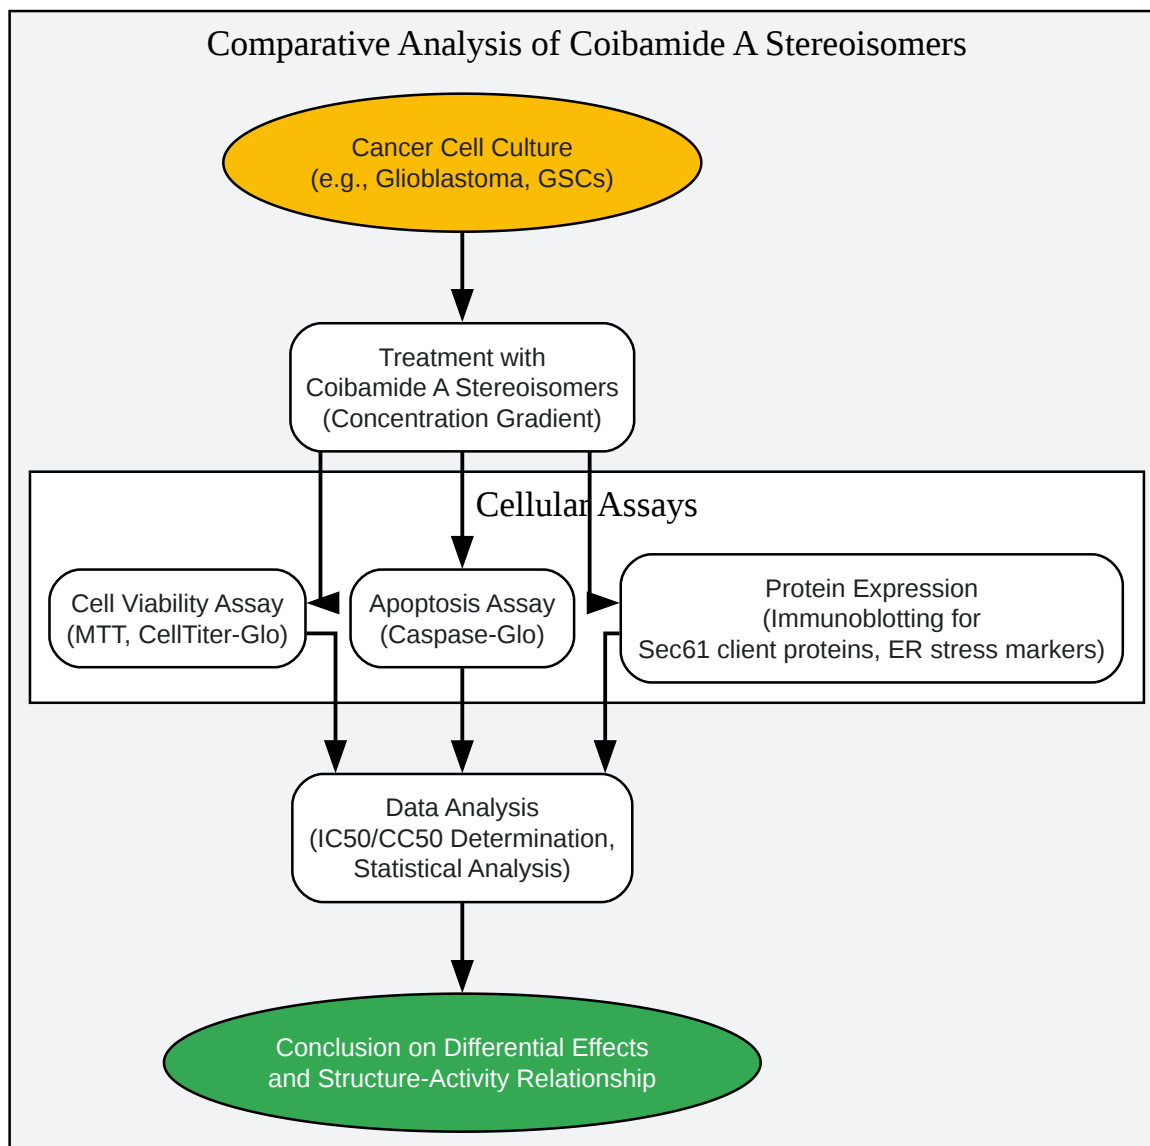 Comparative Analysis of Coibamide A Stereoisomers
Cancer Cell Culture
(e.g., Glioblastoma, GSCs)
Treatment with
Coibamide A Stereoisomers
(Concentration Gradient)
Cellular Assays
Cell Viability Assay
(MTT, CellTiter-Glo)
Apoptosis Assay
(Caspase-Glo)
Protein Expression
(Immunoblotting for
Sec61 client proteins, ER stress markers)
Data Analysis
(IC50/CC50 Determination,
Statistical Analysis)
Conclusion on Differential Effects
and Structure-Activity Relationship